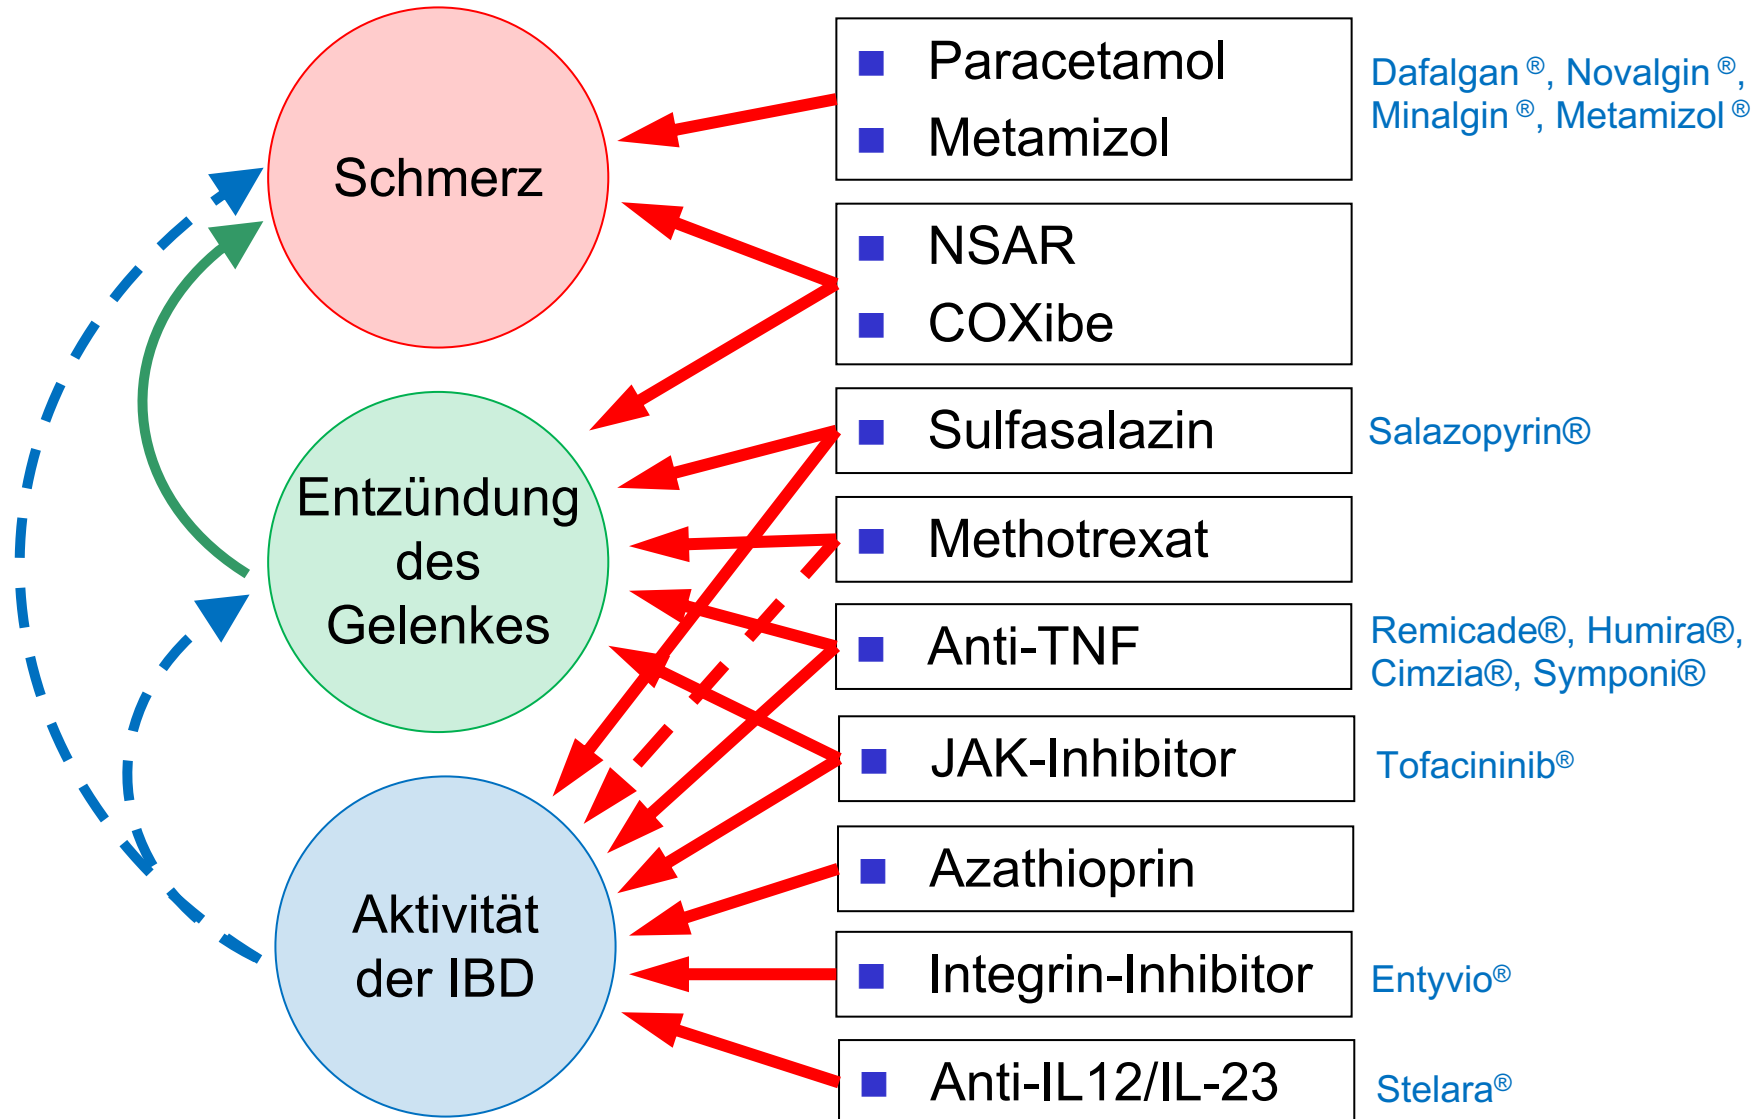 Schmerz
Entzündung
des
Gelenkes
Aktivität
der IBD
Paracetamol
Metamizol
NSAR
COXibe
Sulfasalazin
Methotrexat
Anti-TNF
JAK-Inhibitor
Azathioprin
Integrin-Inhibitor
Anti-IL12/IL-23
Dafalgan ®, Novalgin ®,
Minalgin ®, Metamizol ®
Salazopyrin®
Remicade®, Humira®,
Cimzia®, Symponi®
Tofacininib®
Entyvio®
Stelara®